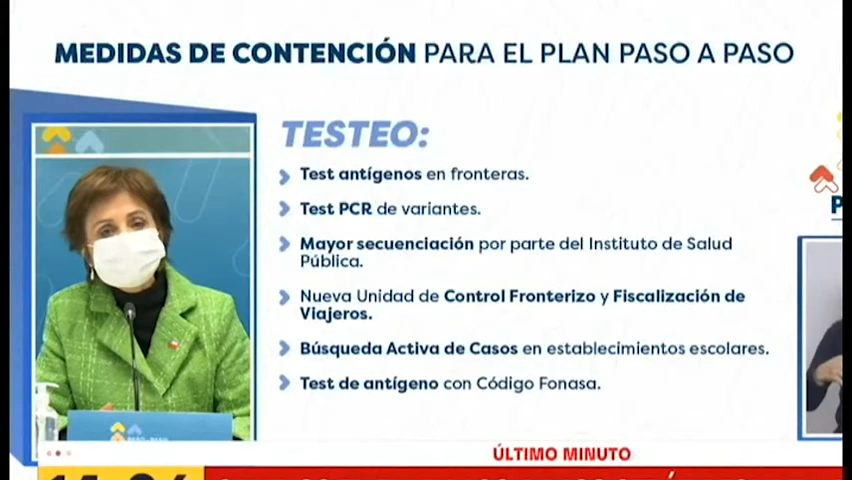 MEDIDAS DE CONTENCIÓN PARA EL PLAN PASO A PASO
TESTEO:
Test antígenos en fronteras.
Test PCR de variantes.
Mayor secuenciación por parte del Instituto de Salud
Pública.
Nueva Unidad de Control Fronterizo y Fiscalización de
Viajeros.
Búsqueda Activa de Casos en establecimientos escolares.
Test de antígeno con Código Fonasa.
ÚLTIMO MINUTO